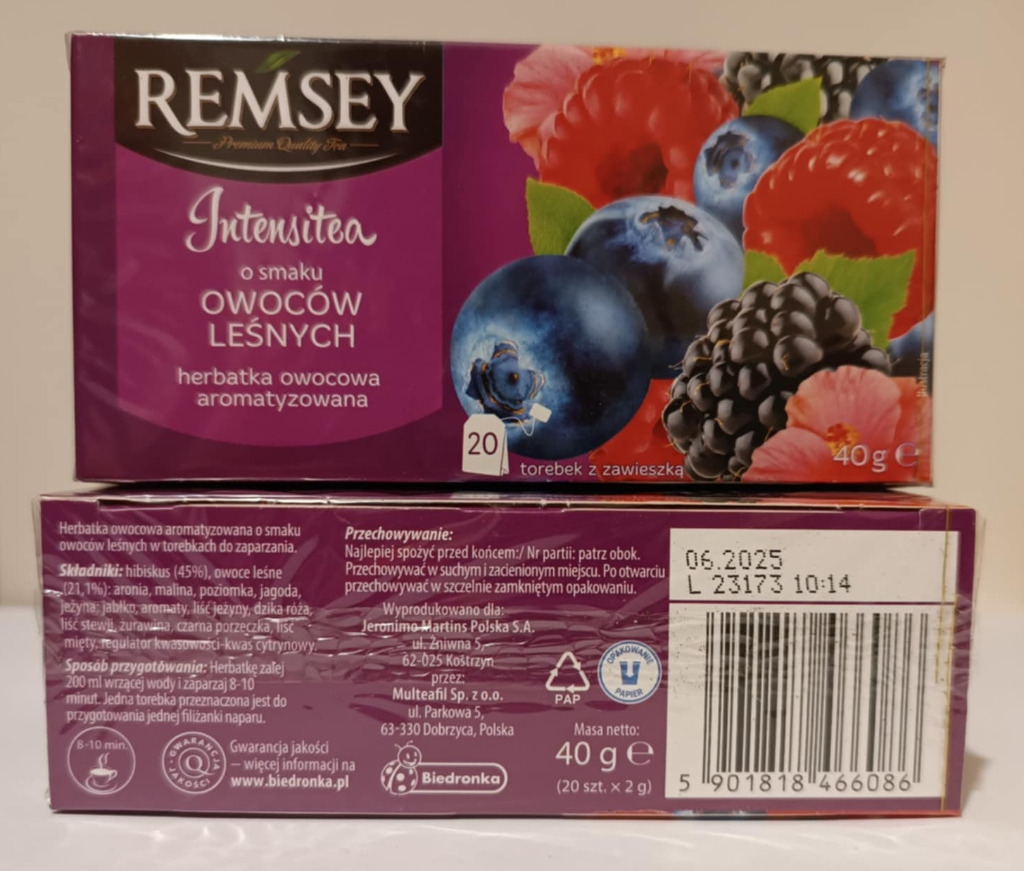 REMSEY
Premium Quality Tea
Intensitea
o smaku
OWOCÓW
LEŚNYCH
herbatka owocowa
aromatyzowana
20
torebek z zawieszką
40 g e
ilustracja
Herbatka owocowa aromatyzowana o smaku
owoców leśnych w torebkach do zaparzania.
Składniki: hibiskus (45%), owoce leśne
(21,1%): aronia, malina, poziomka, jagoda,
jeżyna; jabłko, aromaty, liść jeżyny, dzika róża,
liść stewii, żurawina, czarna porzeczka, liść
mięty, regulator kwasowości-kwas cytrynowy.
Sposób przygotowania: Herbatkę zalej
200 ml wrzącej wody i zaparzaj 8-10
minut. Jedna torebka przeznaczona jest do
przygotowania jednej filiżanki naparu.
8-10 min.
GWARANCJA
JAKOŚCI
Q
Gwarancja jakości
– więcej informacji na
www.biedronka.pl
Przechowywanie:
Najlepiej spożyć przed końcem:/ Nr partii: patrz obok.
Przechowywać w suchym i zacienionym miejscu. Po otwarciu
przechowywać w szczelnie zamkniętym opakowaniu.
Wyprodukowano dla:
Jeronimo Martins Polska S.A.
ul. Żniwna 5,
62-025 Kostrzyn
przez:
Multeafil Sp. z o.o.
ul. Parkowa 5,
63-330 Dobrzyca, Polska
Biedronka
PAP
OPAKOWANIE
PAPIER
Masa netto:
40 g e
(20 szt. × 2 g)
06.2025
L 23173 10:14
5 901818 466086